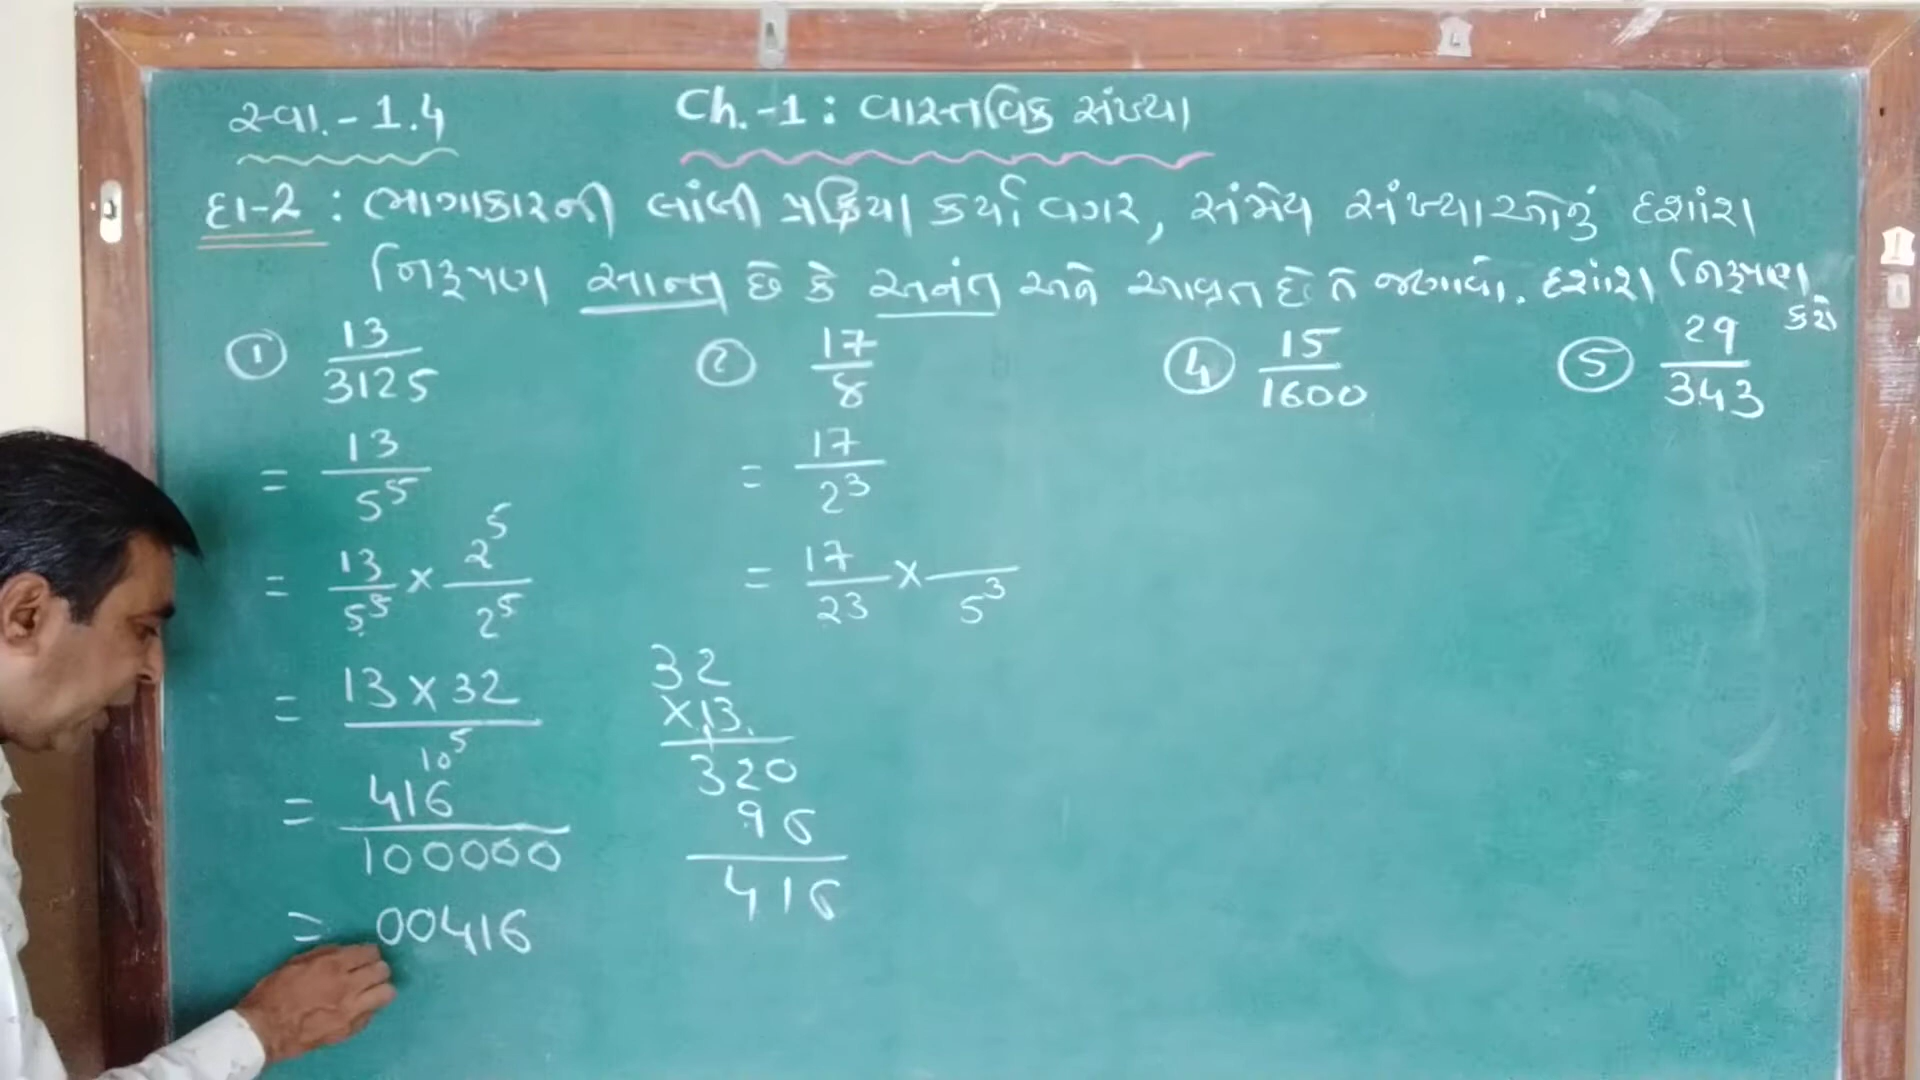 સ્વા.-1.4
Ch.-1 : વાસ્તવિક સંખ્યા
દા-2 : ભાગાકારની લાંબી પ્રક્રિયા કર્યા વગર, સંમેય સંખ્યાઓનું દશાંશ
નિરૂપણ સાન્ત છે કે અનંત અને આવૃત્ત છે તે જણાવો. દશાંશ નિરૂપણ
કરો
① 13/3125
= 13/5⁵
= 13/5⁵ × 2⁵/2⁵
= 13×32/10⁵
= 416/100000
= 00416
② 17/8
= 17/2³
= 17/2³ × /5³
32
×13
320
96
416
④ 15/1600
⑤ 29/343